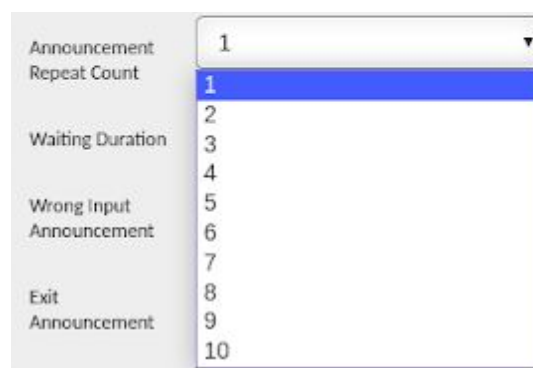 Announcement
Repeat Count
1
1
2
3
4
5
6
7
8
9
10
Waiting Duration
Wrong Input
Announcement
Exit
Announcement